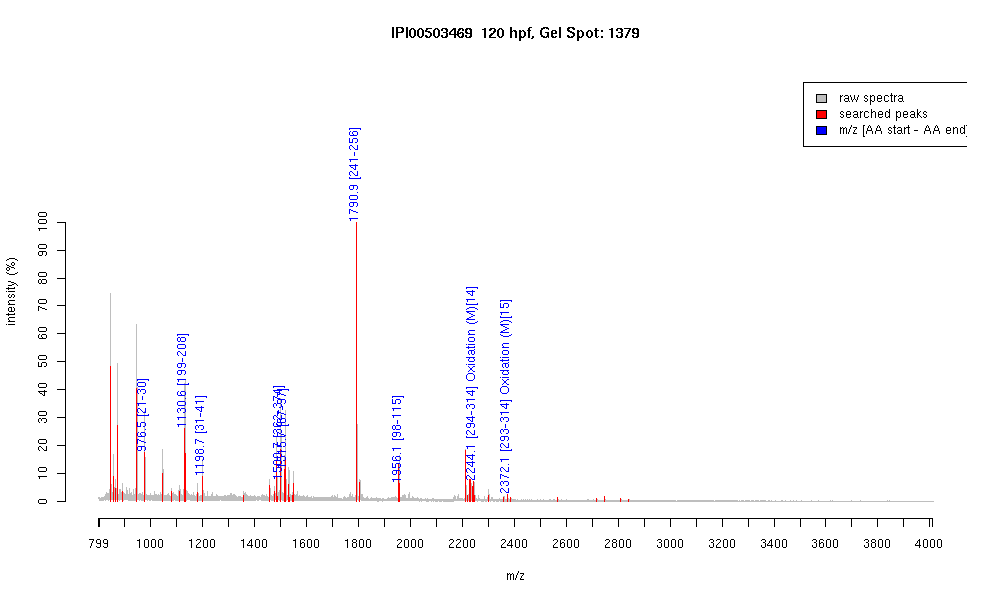 IPI00503469 120 hpf, Gel Spot: 1379
raw spectra
searched peaks
m/z [AA start - AA end]
intensity (%)
100
90
80
70
60
50
40
30
20
10
0
976.5 [21-30]
1130.6 [199-208]
1198.7 [31-41]
1790.9 [241-256]
1956.1 [98-115]
2244.1 [294-314] Oxidation (M)[14]
2372.1 [293-314] Oxidation (M)[15]
799 1000 1200 1400 1600 1800 2000 2200 2400 2600 2800 3000 3200 3400 3600 3800 4000
m/z